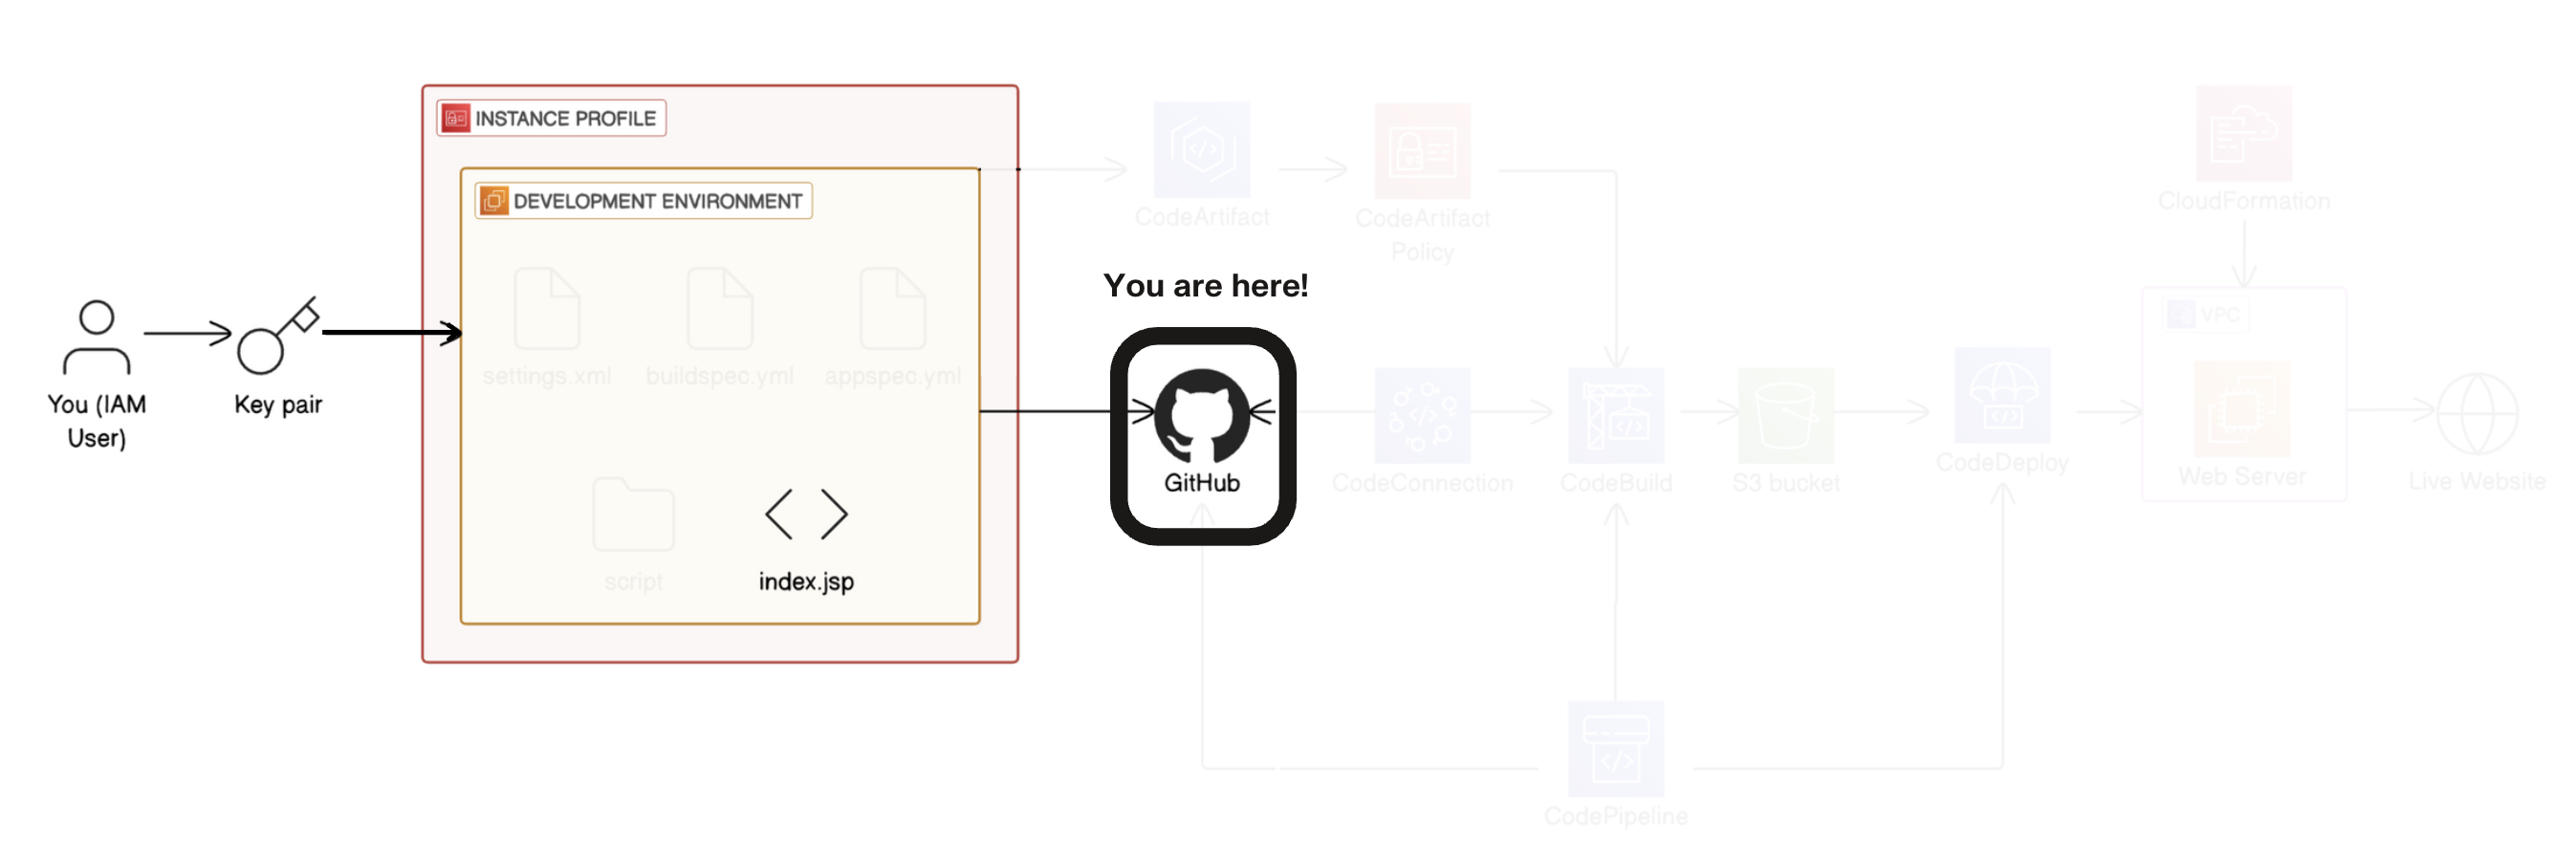 INSTANCE PROFILE
DEVELOPMENT ENVIRONMENT
settings.xml
buildspec.yml
appspec.yml
script
index.jsp
You (IAM
User)
Key pair
You are here!
GitHub
CodeArtifact
CodeArtifact
Policy
CodeConnection
CodeBuild
S3 bucket
CodeDeploy
CloudFormation
VPC
Web Server
Live Website
CodePipeline